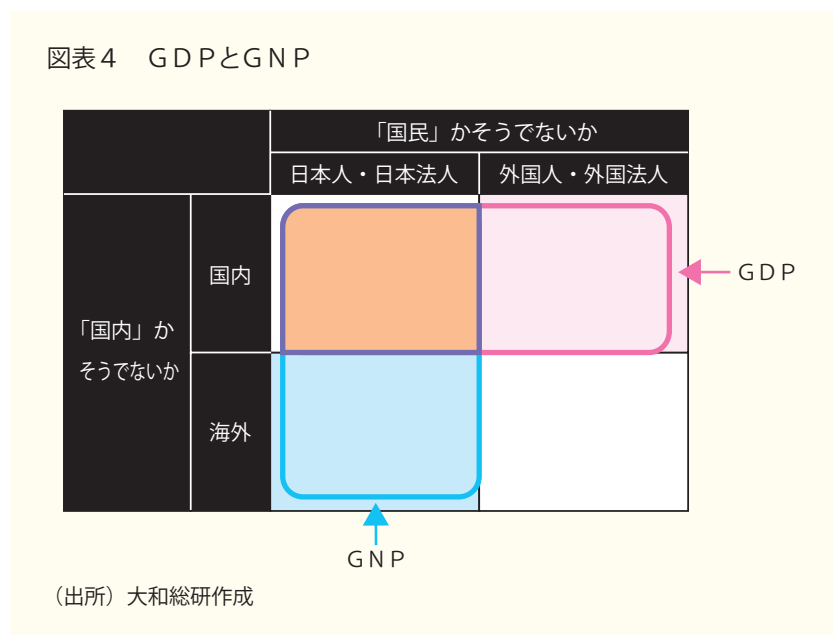 図表４　ＧＤＰとＧＮＰ
「国民」かそうでないか
日本人・日本法人
外国人・外国法人
「国内」か
そうでないか
国内
ＧＤＰ
海外
ＧＮＰ
（出所）大和総研作成